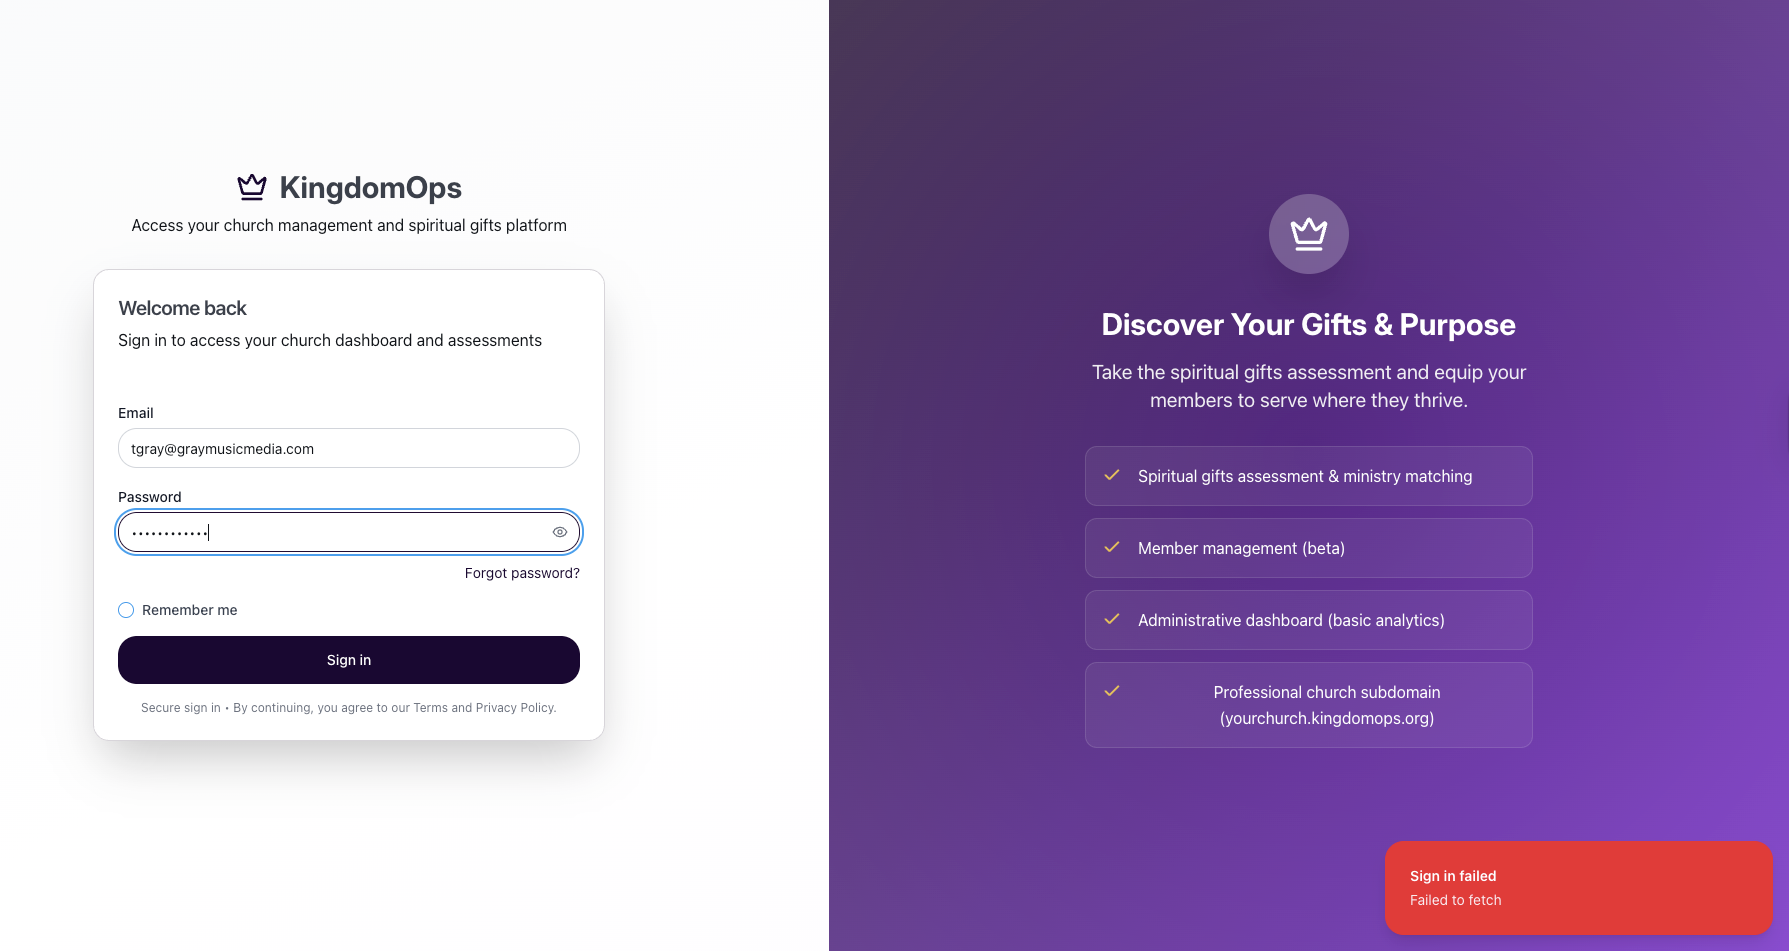 KingdomOps
Access your church management and spiritual gifts platform
Welcome back
Sign in to access your church dashboard and assessments
Email
tgray@graymusicmedia.com
Password
••••••••••••
Forgot password?
Remember me
Sign in
Secure sign in • By continuing, you agree to our Terms and Privacy Policy.
Discover Your Gifts & Purpose
Take the spiritual gifts assessment and equip your
members to serve where they thrive.
Spiritual gifts assessment & ministry matching
Member management (beta)
Administrative dashboard (basic analytics)
Professional church subdomain
(yourchurch.kingdomops.org)
Sign in failed
Failed to fetch